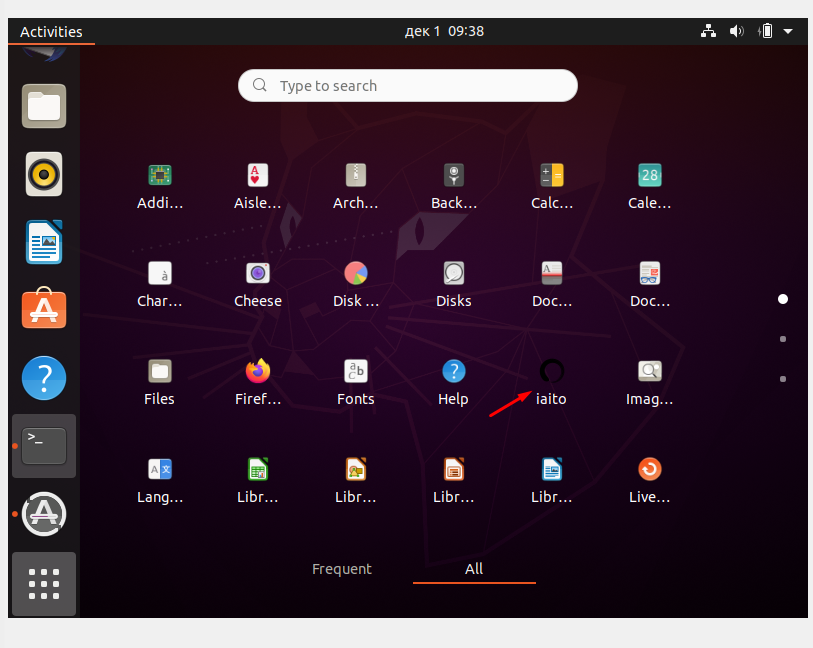 Activities
дек 1 09:38
Type to search
Addi...
Aisle...
Arch...
Back...
Calc...
Cale...
28
Char...
Cheese
Disk ...
Disks
Doc...
Doc...
Files
Firef...
Fonts
Help
iaito
Imag...
Lang...
Libr...
Libr...
Libr...
Libr...
Live...
Frequent
All